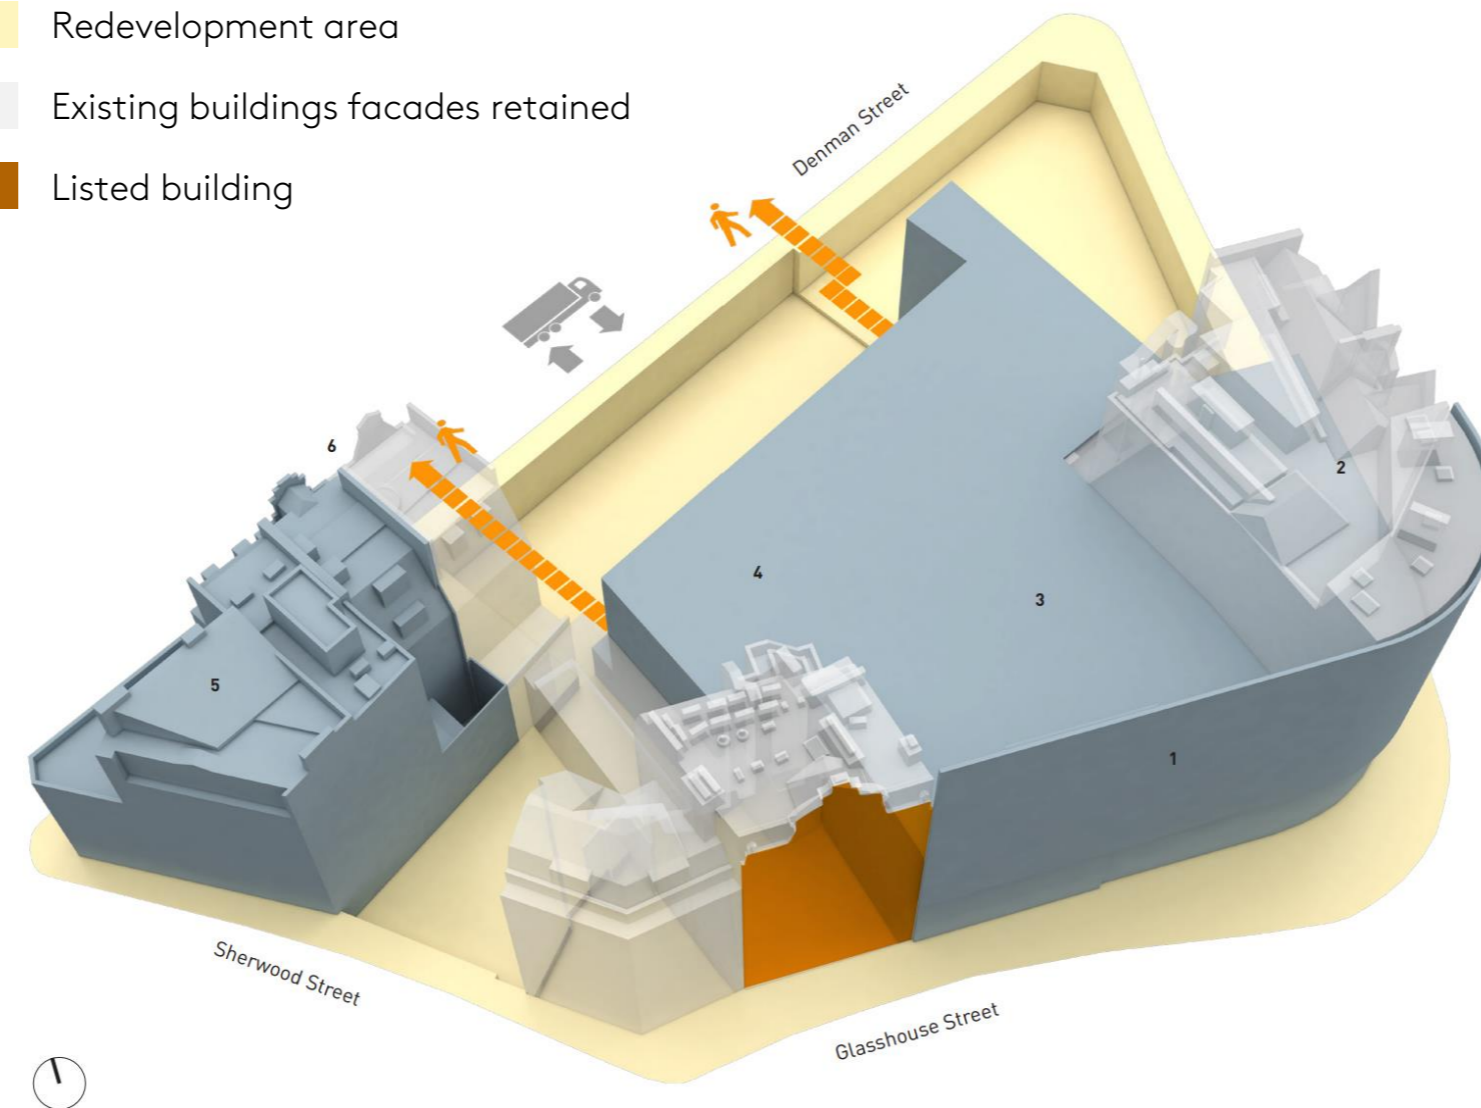 Redevelopment area
Existing buildings facades retained
Listed building
Denman Street
6
2
4
3
5
1
Sherwood Street
Glasshouse Street